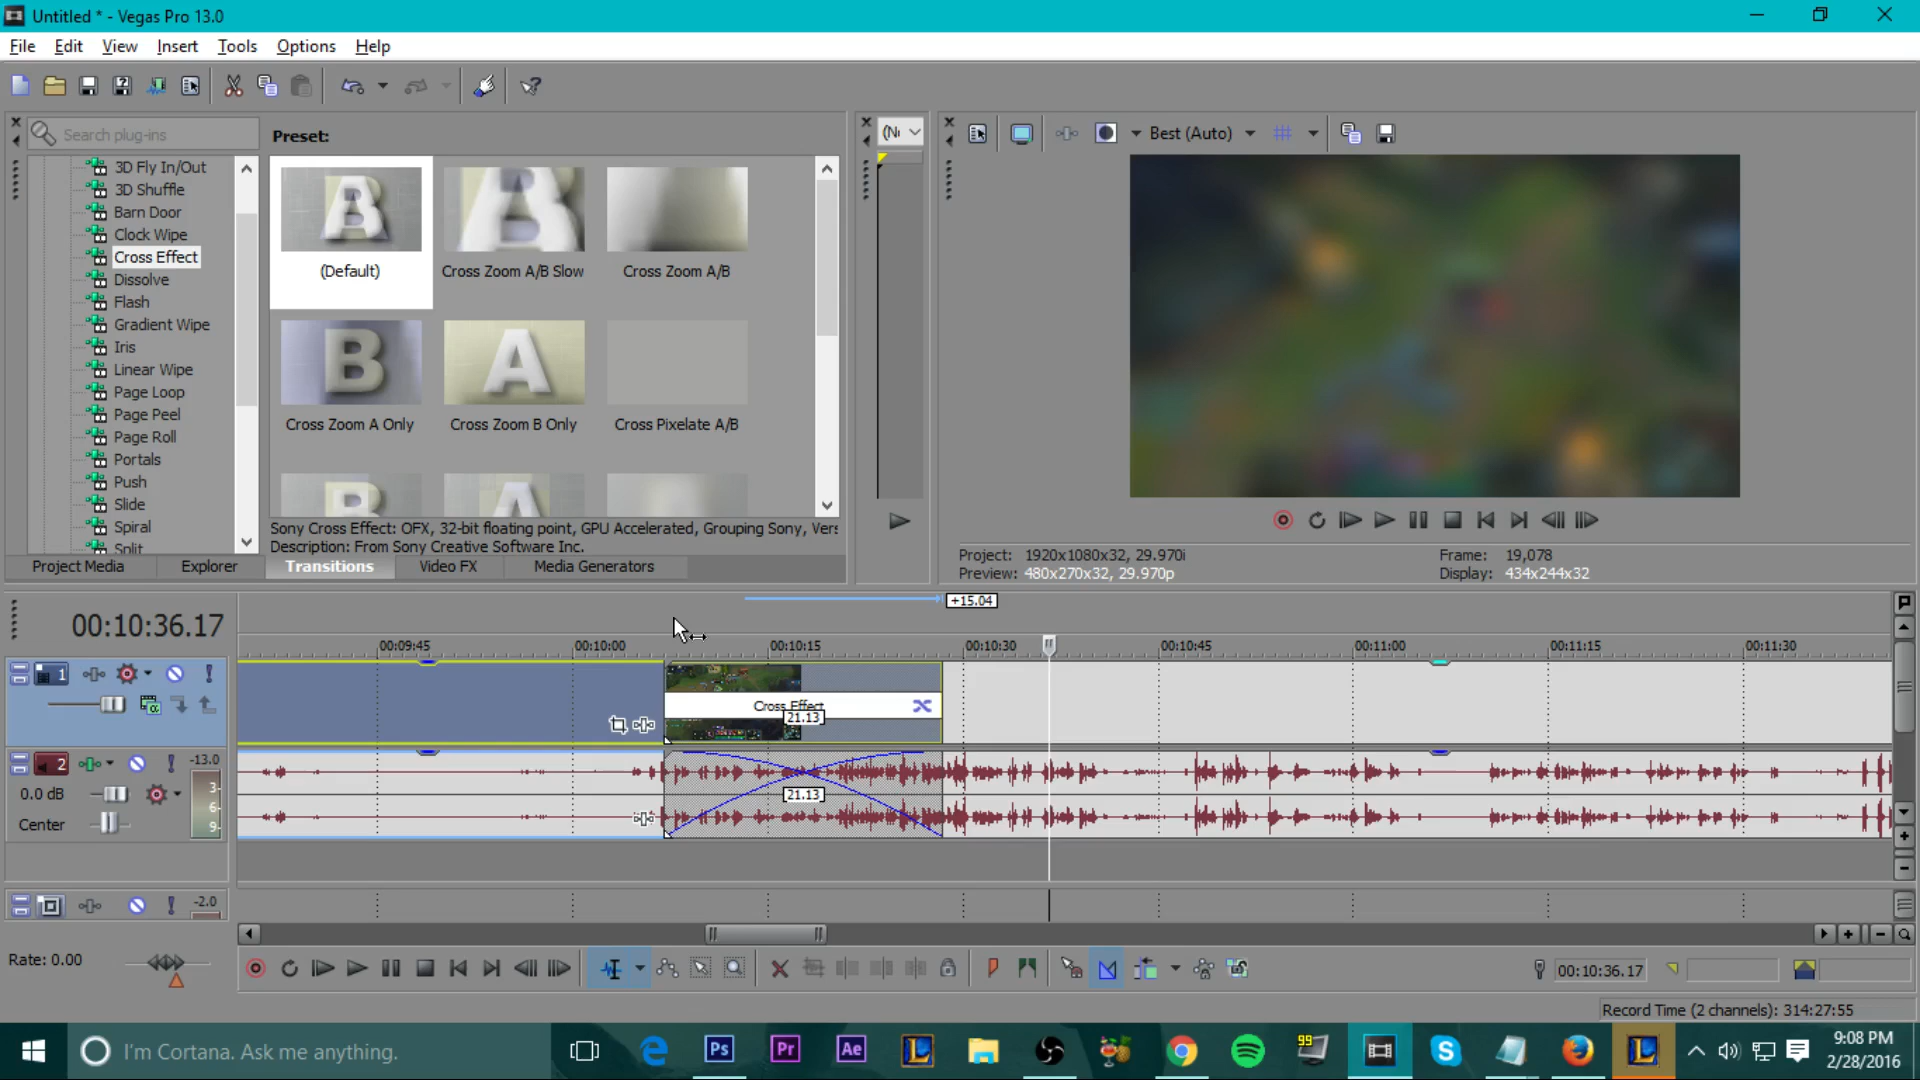 Untitled * - Vegas Pro 13.0
File Edit View Insert Tools Options Help
Search plug-ins
Preset:
3D Fly In/Out
3D Shuffle
Barn Door
Clock Wipe
Cross Effect
Dissolve
Flash
Gradient Wipe
Iris
Linear Wipe
Page Loop
Page Peel
Page Roll
Portals
Push
Slide
Spiral
Split
(Default)
Cross Zoom A/B Slow
Cross Zoom A/B
Cross Zoom A Only
Cross Zoom B Only
Cross Pixelate A/B
Sony Cross Effect: OFX, 32-bit floating point, GPU Accelerated, Grouping Sony, Vers
Description: From Sony Creative Software Inc.
Project Media Explorer Transitions Video FX Media Generators
Best (Auto)
Project: 1920x1080x32, 29.970i
Preview: 480x270x32, 29.970p
Frame: 19,078
Display: 434x244x32
+15.04
00:10:36.17
00:09:45 00:10:00 00:10:15 00:10:30 00:10:45 00:11:00 00:11:15 00:11:30
1
Cross Effect
21.13
2
-13.0
0.0 dB
Center
3
6
9
21.13
-2.0
Rate: 0.00
00:10:36.17
Record Time (2 channels): 314:27:55
I'm Cortana. Ask me anything.
Ps
Pr
Ae
99
9:08 PM
2/28/2016